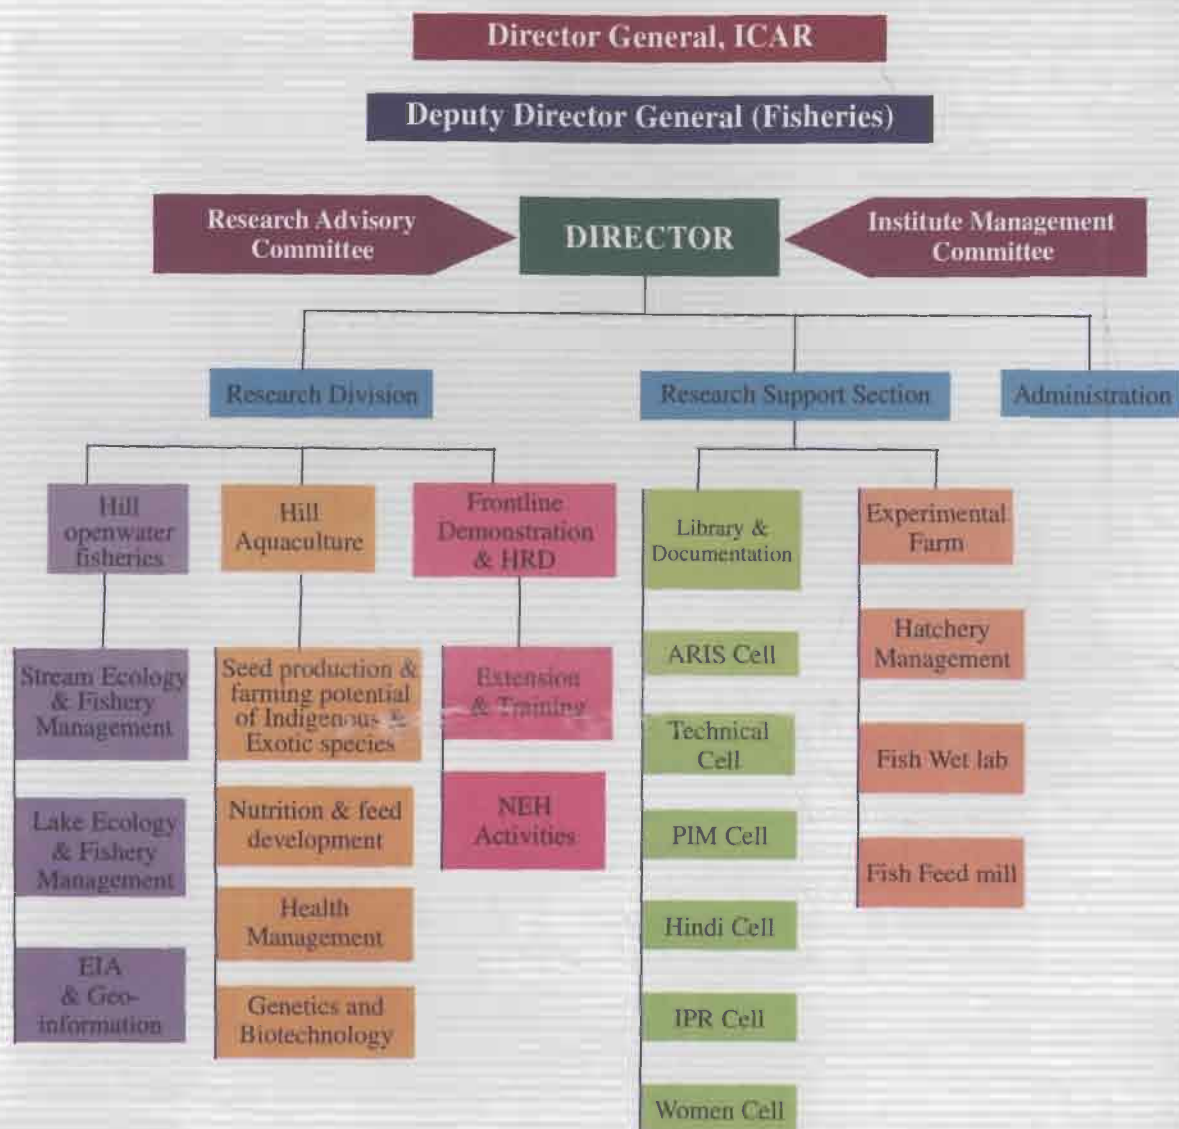 Director General, ICAR
Deputy Director General (Fisheries)
Research Advisory
Committee
DIRECTOR
Institute Management
Committee
Research Division
Research Support Section
Administration
Hill
openwater
fisheries
Hill
Aquaculture
Frontline
Demonstration
& HRD
Library &
Documentation
Experimental
Farm
Stream Ecology
& Fishery
Management
Lake Ecology
& Fishery
Management
EIA
& Geo-
information
Seed production &
farming potential
of Indigenous &
Exotic species
Nutrition & feed
development
Health
Management
Genetics and
Biotechnology
Extension
& Training
NEH
Activities
ARIS Cell
Technical
Cell
PIM Cell
Hindi Cell
IPR Cell
Women Cell
Hatchery
Management
Fish Wet lab
Fish Feed mill